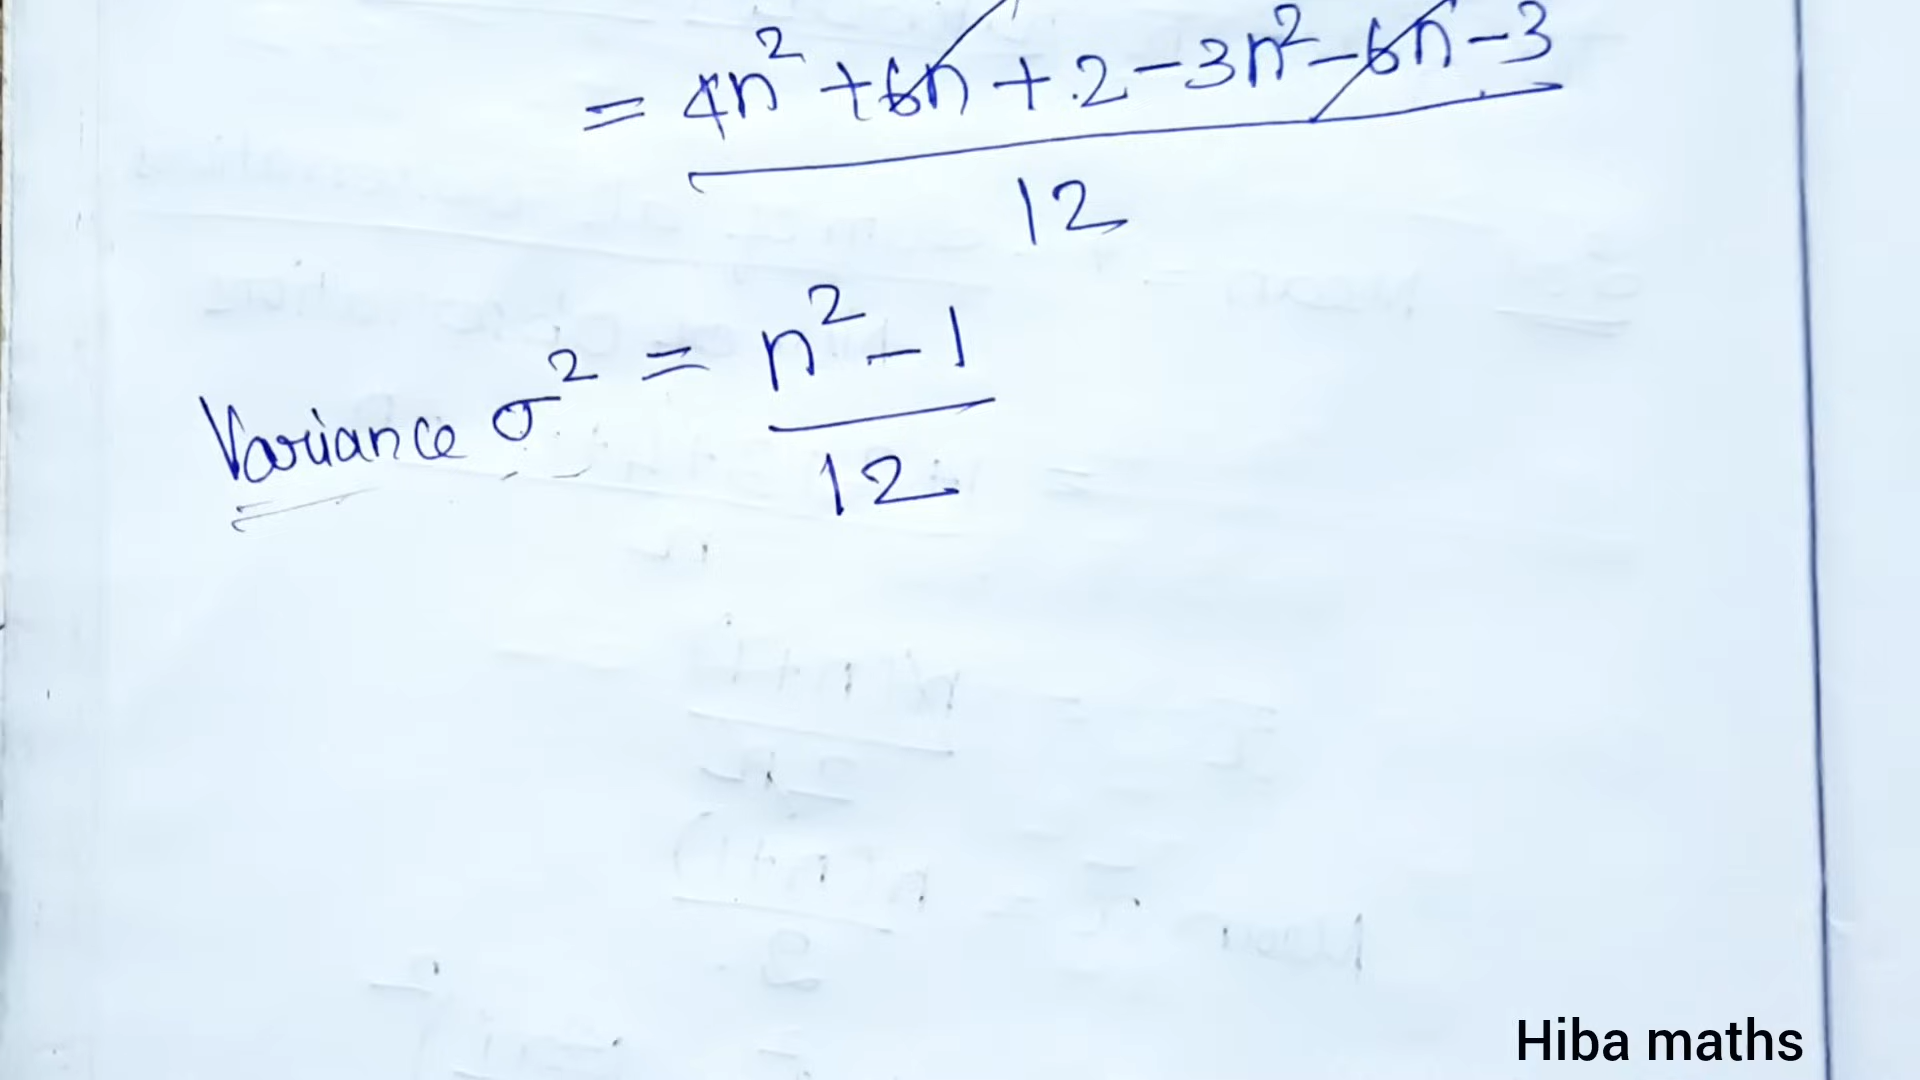 = 4n² + 6n + 2 - 3n² - 6n - 3 / 12
Variance σ² = n² - 1 / 12
Hiba maths